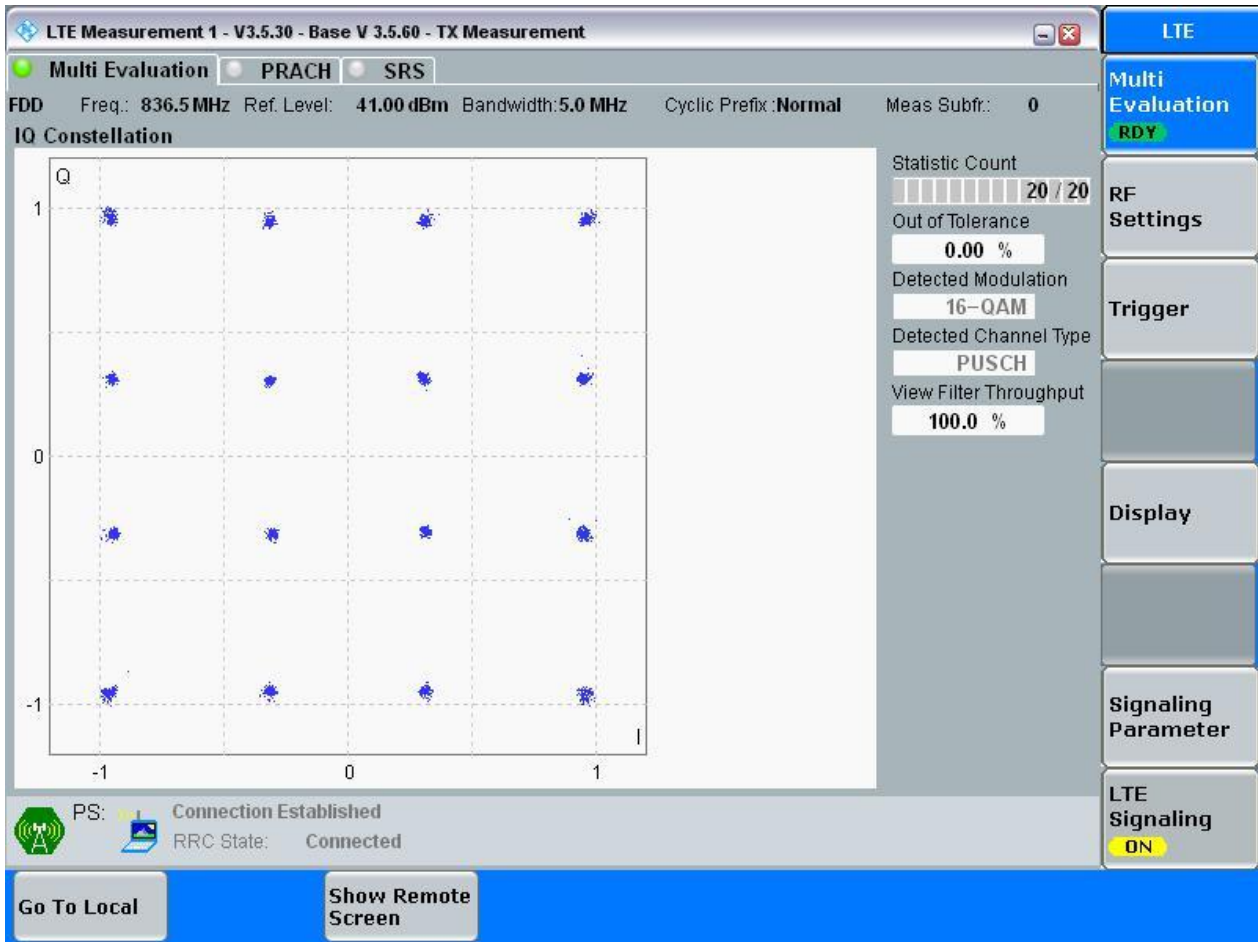 LTE Measurement 1 - V3.5.30 - Base V 3.5.60 - TX Measurement
LTE
Multi Evaluation PRACH SRS
FDD Freq.: 836.5 MHz Ref. Level: 41.00 dBm Bandwidth: 5.0 MHz Cyclic Prefix : Normal Meas Subfr.: 0
IQ Constellation
Q
1
0
-1
I
-1 0 1
Statistic Count
20 / 20
Out of Tolerance
0.00 %
Detected Modulation
16-QAM
Detected Channel Type
PUSCH
View Filter Throughput
100.0 %
Multi
Evaluation
RDY
RF
Settings
Trigger
Display
Signaling
Parameter
LTE
Signaling
ON
PS: Connection Established
RRC State: Connected
Go To Local
Show Remote
Screen